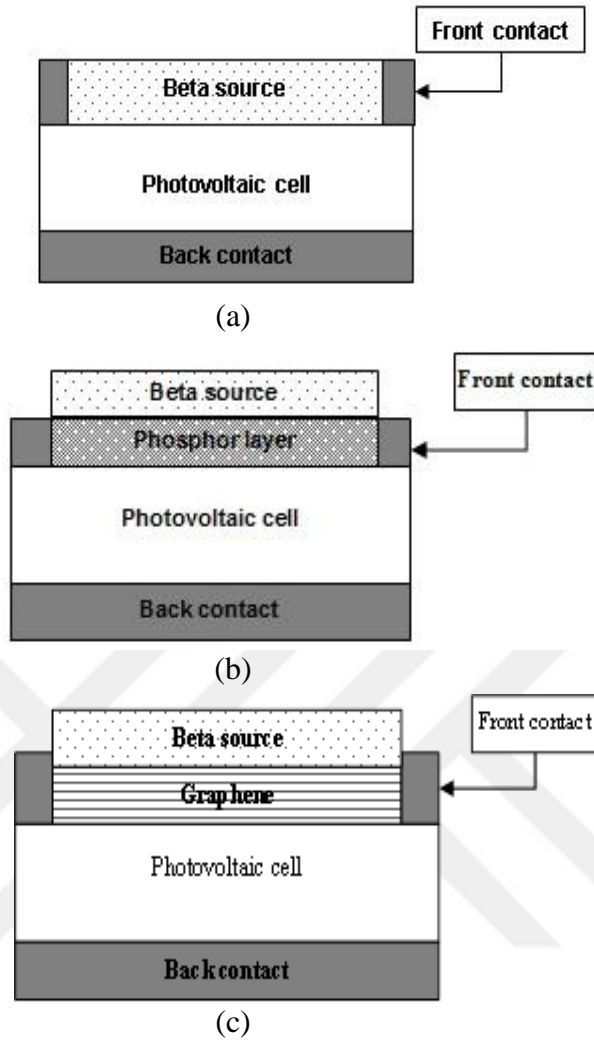 Front contact
Beta source
Photovoltaic cell
Back contact
(a)
Beta source
Front contact
Phosphor layer
Photovoltaic cell
Back contact
(b)
Beta source
Front contact
Graphene
Photovoltaic cell
Back contact
(c)